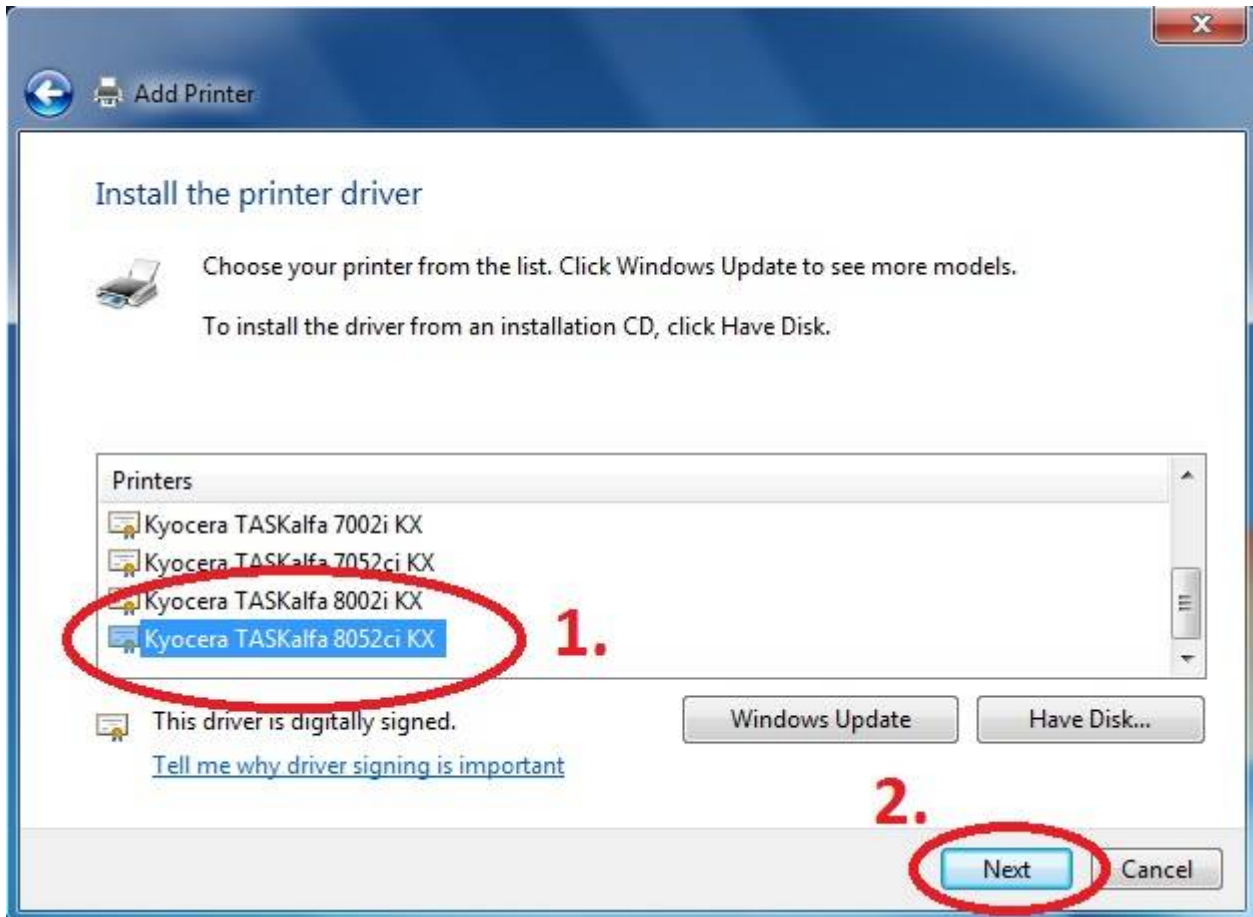 Add Printer
Install the printer driver
Choose your printer from the list. Click Windows Update to see more models.
To install the driver from an installation CD, click Have Disk.
Printers
Kyocera TASKalfa 7002i KX
Kyocera TASKalfa 7052ci KX
Kyocera TASKalfa 8002i KX
Kyocera TASKalfa 8052ci KX
1.
This driver is digitally signed.
Windows Update
Have Disk...
Tell me why driver signing is important
2.
Next
Cancel